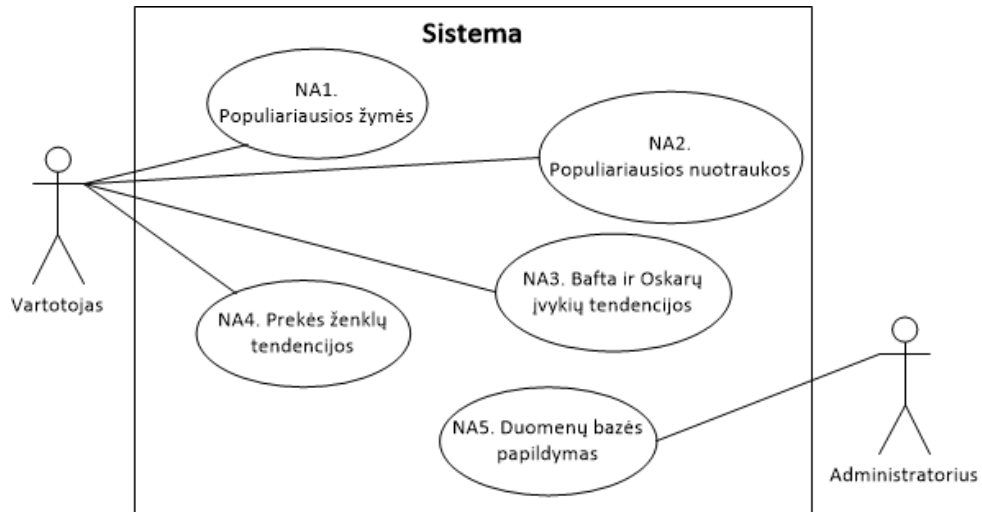 Sistema
NA1.
Populiariausios žymės
NA2.
Populiariausios nuotraukos
NA3. Bafta ir Oskarų
įvykių tendencijos
Vartotojas
NA4. Prekės ženklų
tendencijos
NA5. Duomenų bazės
papildymas
Administratorius